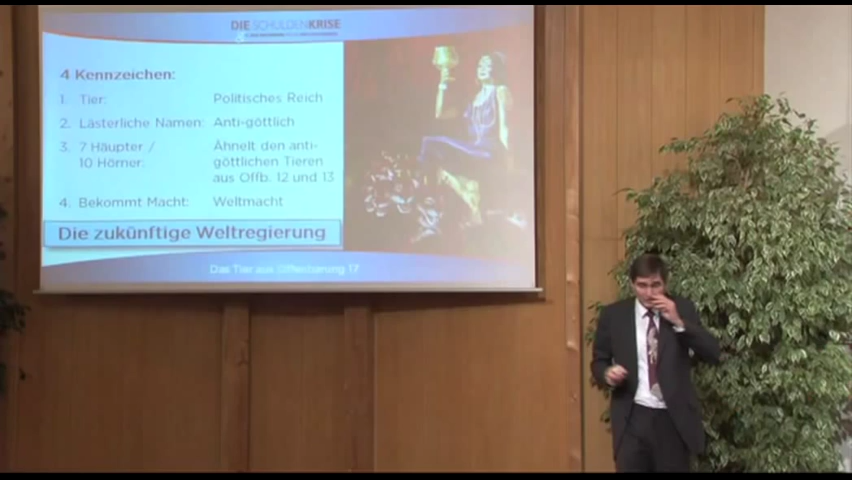 DIE SCHULDENKRISE
4 Kennzeichen:
1. Tier: Politisches Reich
2. Lästerliche Namen: Anti-göttlich
3. 7 Häupter / Ähnelt den anti-
10 Hörner: göttlichen Tieren
aus Offb. 12 und 13
4. Bekommt Macht: Weltmacht
Die zukünftige Weltregierung
Das Tier aus Offenbarung 17